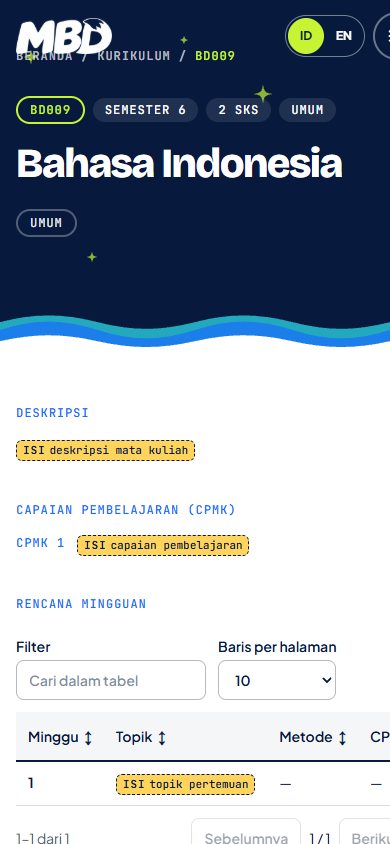 MBD
ID EN
BERANDA / KURIKULUM / BD009
BD009 SEMESTER 6 2 SKS UMUM
Bahasa Indonesia
UMUM
DESKRIPSI
ISI deskripsi mata kuliah
CAPAIAN PEMBELAJARAN (CPMK)
CPMK 1 ISI capaian pembelajaran
RENCANA MINGGUAN
Filter Baris per halaman
Cari dalam tabel 10
Minggu ↕ Topik ↕ Metode ↕ CP
1 ISI topik pertemuan — —
1–1 dari 1 Sebelumnya 1 / 1 Beriku